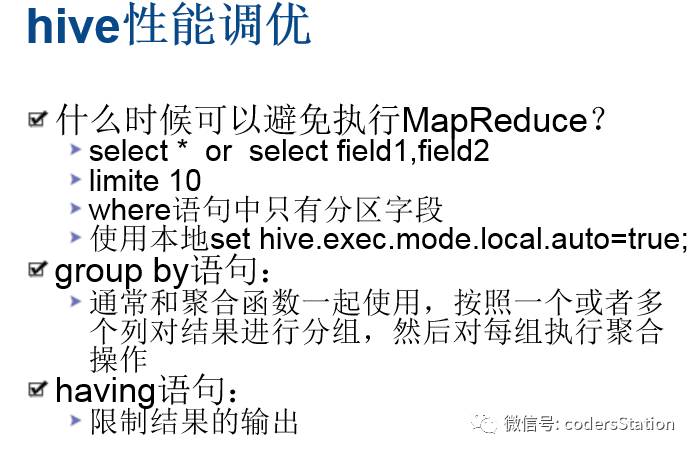 hive性能调优
什么时候可以避免执行MapReduce？
select * or select field1,field2
limite 10
where语句中只有分区字段
使用本地set hive.exec.mode.local.auto=true;
group by语句：
通常和聚合函数一起使用，按照一个或者多
个列对结果进行分组，然后对每组执行聚合
操作
having语句：
限制结果的输出
微信号: codersStation